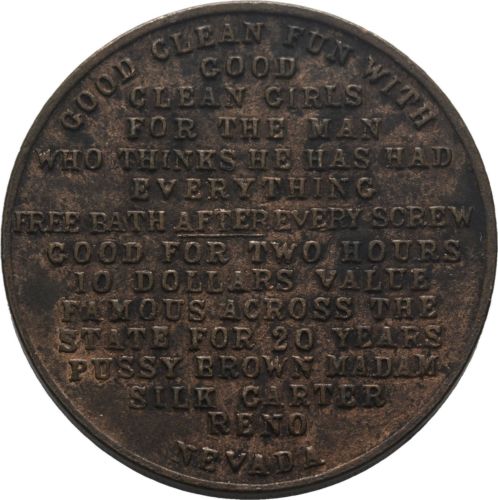 GOOD CLEAN FUN WITH
GOOD
CLEAN GIRLS
FOR THE MAN
WHO THINKS HE HAS HAD
EVERYTHING
FREE BATH AFTER EVERY SCREW
GOOD FOR TWO HOURS
10 DOLLARS VALUE
FAMOUS ACROSS THE
STATE FOR 20 YEARS
PUSSY BROWN MADAM
SILK GARTER
RENO
NEVADA